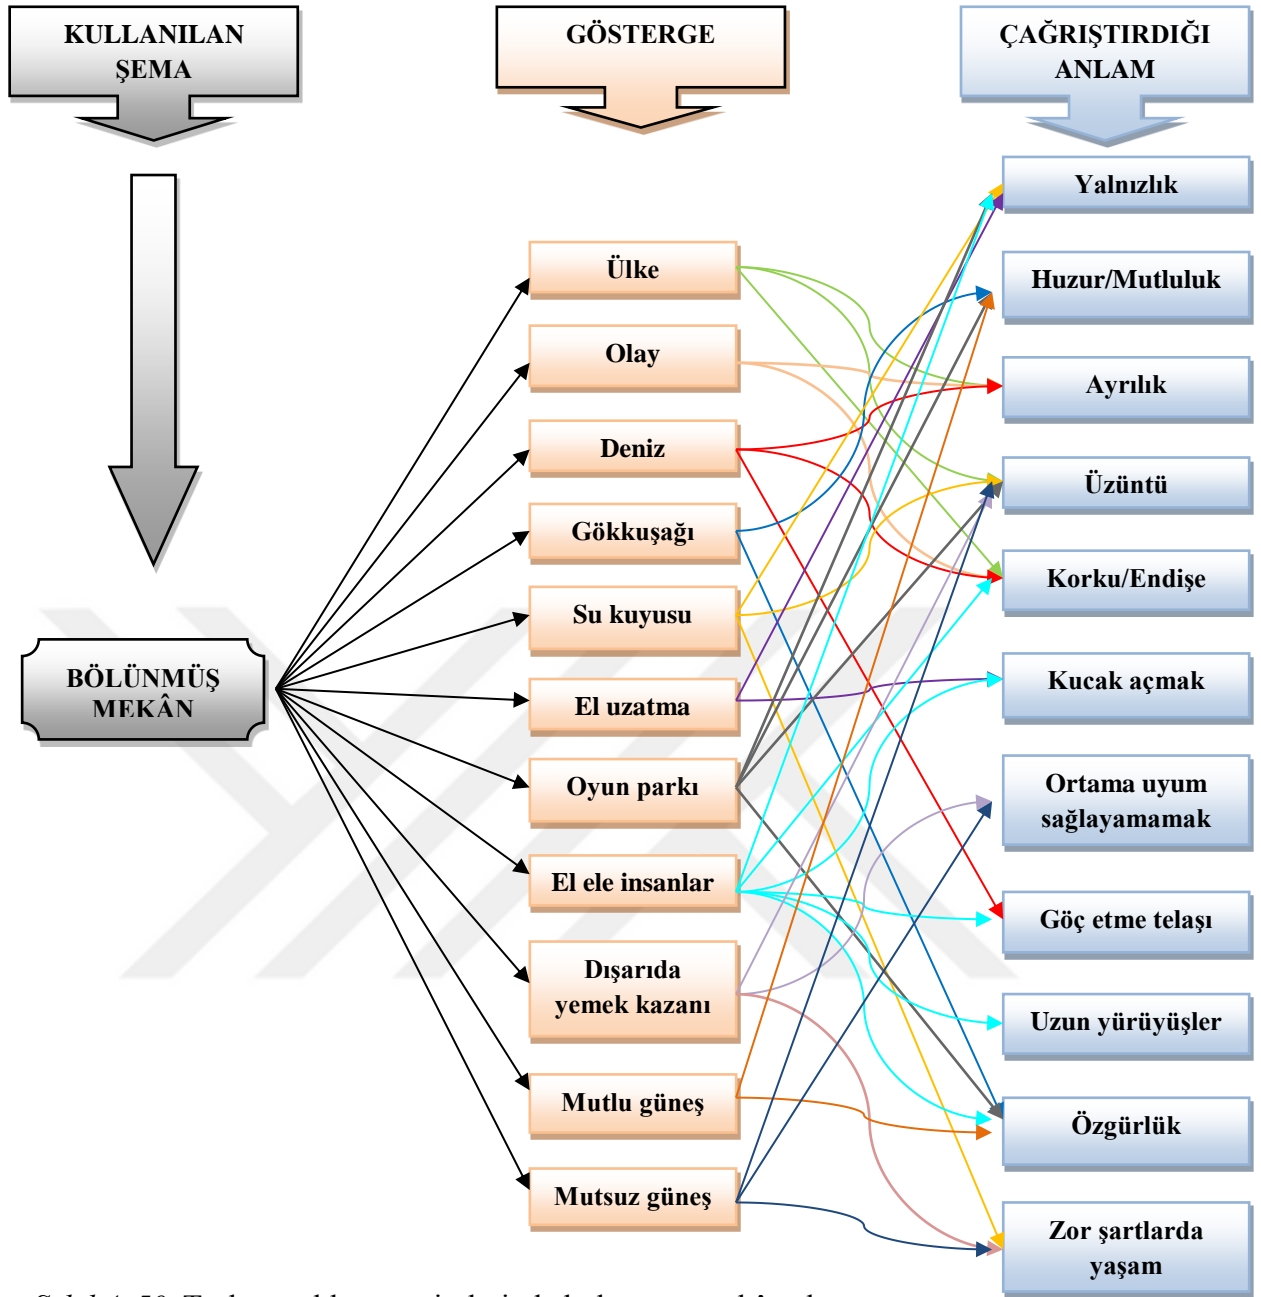 KULLANILAN
ŞEMA
GÖSTERGE
ÇAĞRIŞTIRDIĞI
ANLAM
BÖLÜNMÜŞ
MEKÂN
Ülke
Olay
Deniz
Gökkuşağı
Su kuyusu
El uzatma
Oyun parkı
El ele insanlar
Dışarıda
yemek kazanı
Mutlu güneş
Mutsuz güneş
Yalnızlık
Huzur/Mutluluk
Ayrılık
Üzüntü
Korku/Endişe
Kucak açmak
Ortama uyum
sağlayamamak
Göç etme telaşı
Uzun yürüyüşler
Özgürlük
Zor şartlarda
yaşam